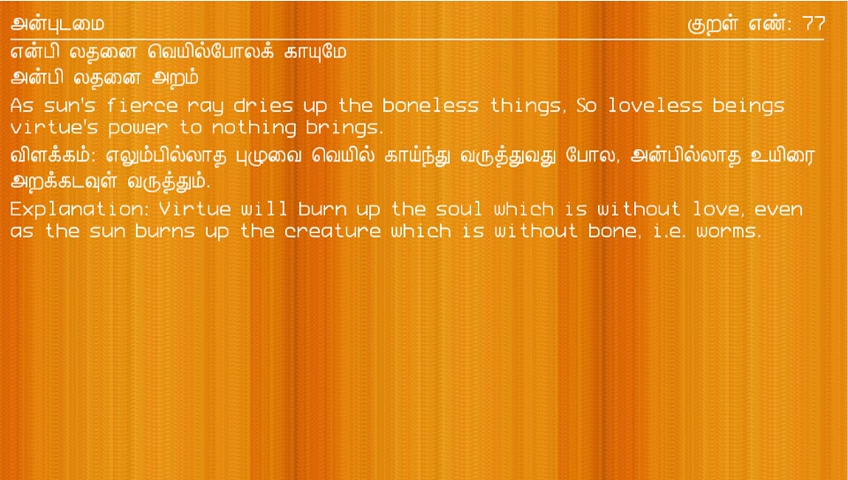 அன்புடமை
குறள் எண்: 77
என்பி லதனை வெயில்போலக் காயுமே
அன்பி லதனை அறம்
As sun's fierce ray dries up the boneless things, So loveless beings
virtue's power to nothing brings.
விளக்கம்: எலும்பில்லாத புழுவை வெயில் காய்ந்து வருத்துவது போல, அன்பில்லாத உயிரை
அறக்கடவுள் வருத்தும்.
Explanation: Virtue will burn up the soul which is without love, even
as the sun burns up the creature which is without bone, i.e. worms.